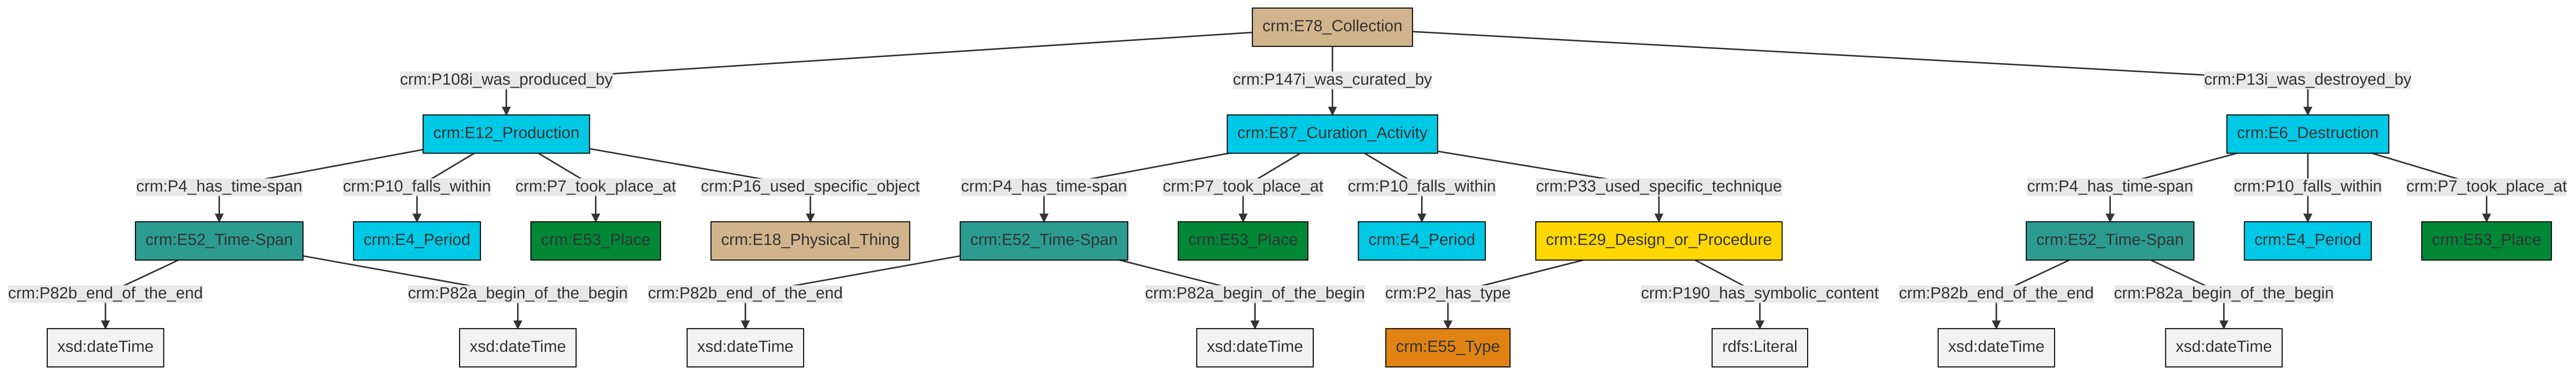 crm:E78_Collection
crm:P108i_was_produced_by
crm:P147i_was_curated_by
crm:P13i_was_destroyed_by
crm:E12_Production
crm:E87_Curation_Activity
crm:E6_Destruction
crm:P4_has_time-span
crm:P10_falls_within
crm:P7_took_place_at
crm:P16_used_specific_object
crm:P4_has_time-span
crm:P7_took_place_at
crm:P10_falls_within
crm:P33_used_specific_technique
crm:P4_has_time-span
crm:P10_falls_within
crm:P7_took_place_at
crm:E52_Time-Span
crm:E4_Period
crm:E53_Place
crm:E18_Physical_Thing
crm:E52_Time-Span
crm:E53_Place
crm:E4_Period
crm:E29_Design_or_Procedure
crm:E52_Time-Span
crm:E4_Period
crm:E53_Place
crm:P82b_end_of_the_end
crm:P82a_begin_of_the_begin
crm:P82b_end_of_the_end
crm:P82a_begin_of_the_begin
crm:P2_has_type
crm:P190_has_symbolic_content
crm:P82b_end_of_the_end
crm:P82a_begin_of_the_begin
xsd:dateTime
xsd:dateTime
xsd:dateTime
xsd:dateTime
crm:E55_Type
rdfs:Literal
xsd:dateTime
xsd:dateTime